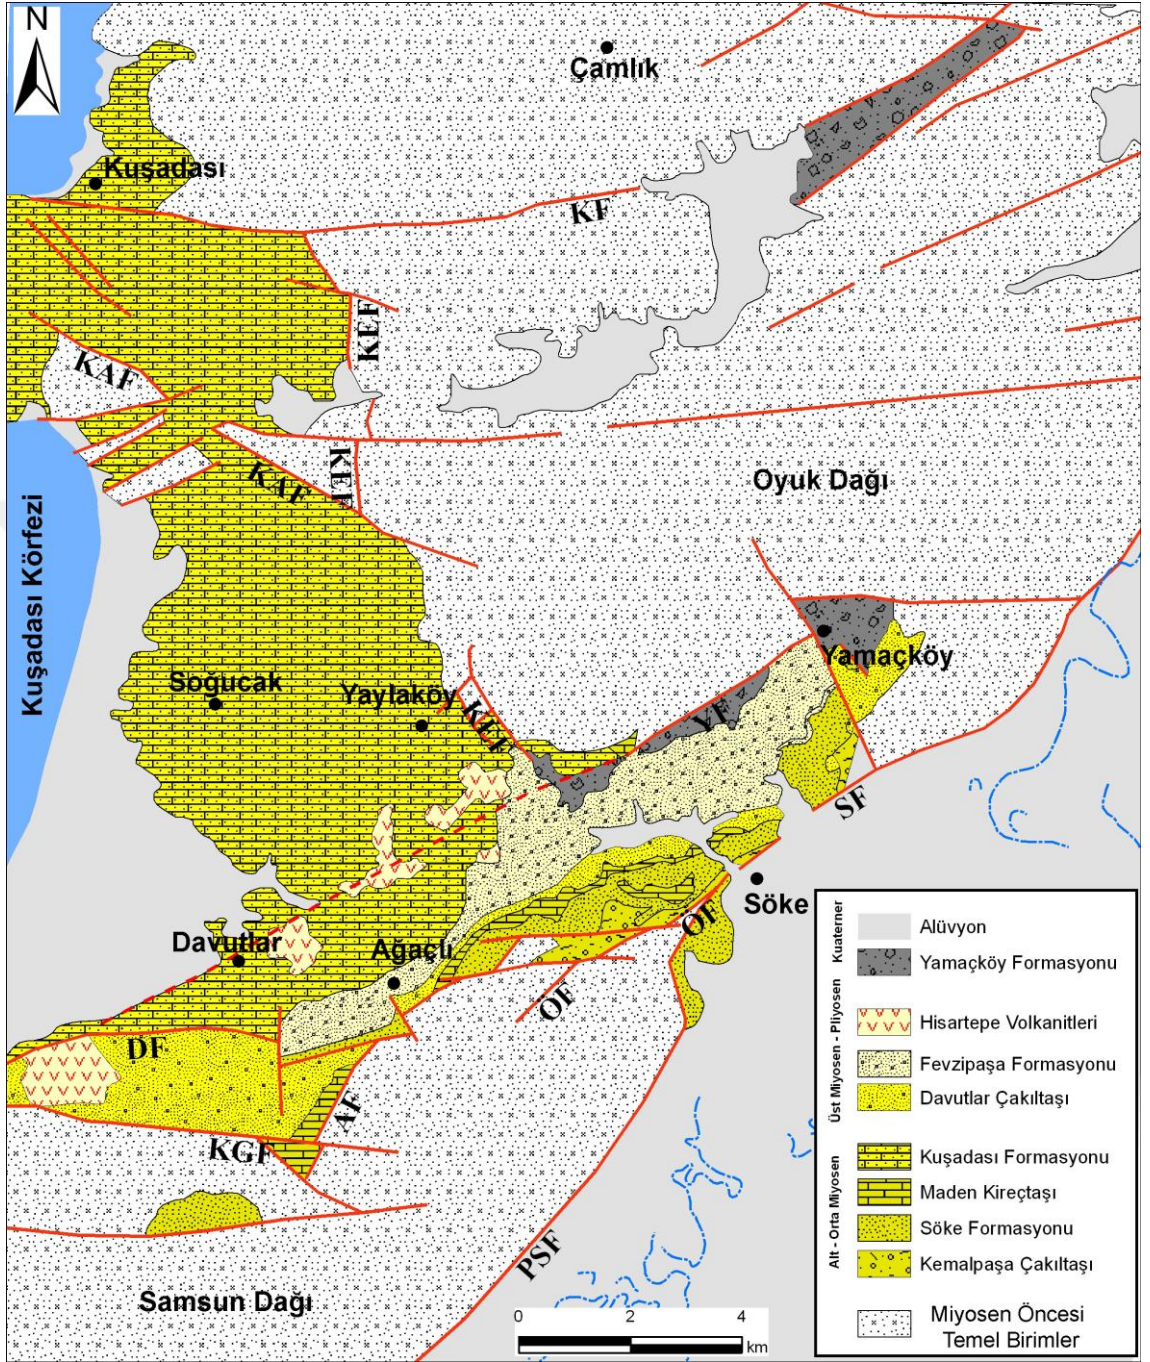 N
Çamlık
Kuşadası
KF
KEF
KAF
KAF
KEF
Oyuk Dağı
Kuşadası Körfezi
Soğucak
Yaylaköy
KEF
YF
Yamaçköy
SF
Söke
Davutlar
Ağaçlı
ÖF
ÖF
DF
AF
KGF
PSF
Samsun Dağı
0 2 4
km
Kuaterner
Alüvyon
Yamaçköy Formasyonu
Üst Miyosen - Pliyosen
Hisartepe Volkanitleri
Fevzipaşa Formasyonu
Davutlar Çakıltaşı
Alt - Orta Miyosen
Kuşadası Formasyonu
Maden Kireçtaşı
Söke Formasyonu
Kemalpaşa Çakıltaşı
Miyosen Öncesi
Temel Birimler